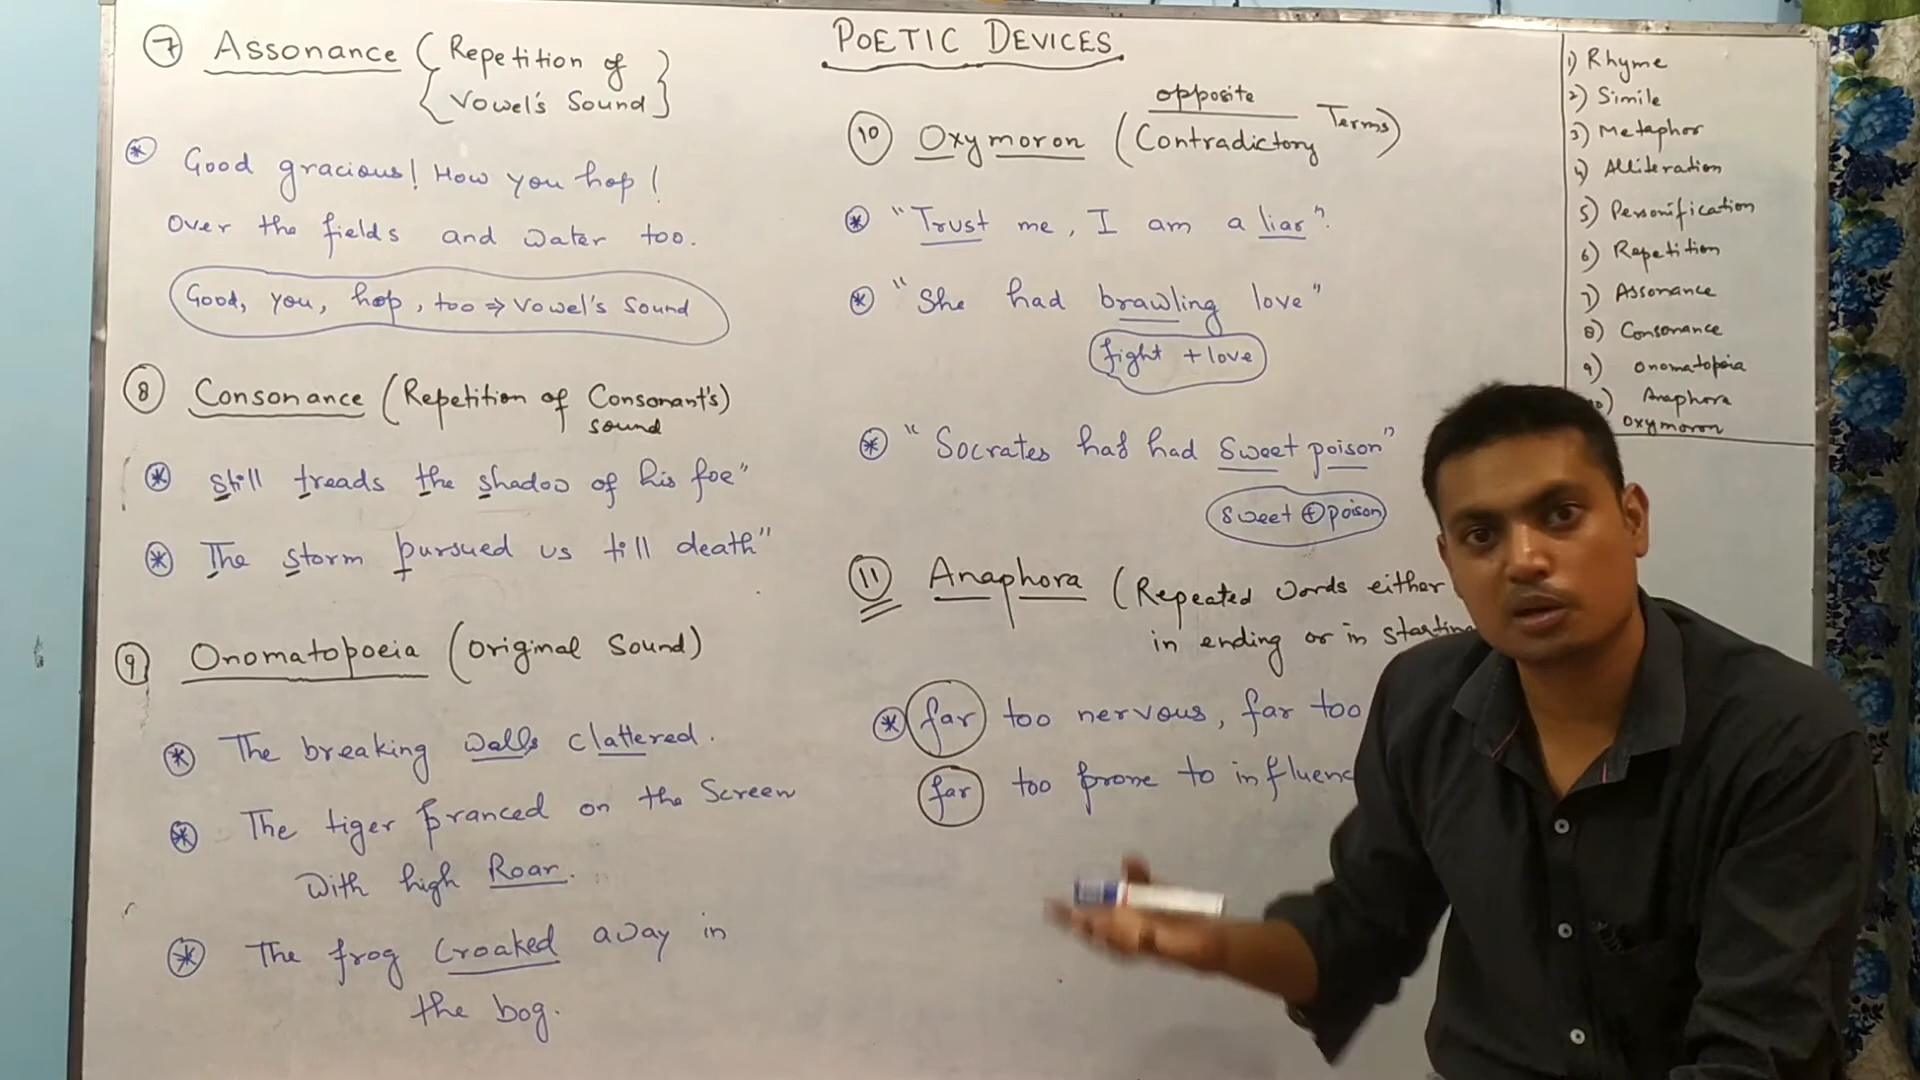 POETIC DEVICES
7 Assonance (Repetition of
Vowel's Sound)
* Good gracious! How you hop!
Over the fields and water too.
Good, you, hop, too ⇒ Vowel's Sound
8 Consonance (Repetition of Consonant's)
sound
* Still treads the shadow of his foe"
* The storm pursued us till death"
9 Onomatopoeia (Original Sound)
* The breaking walls clattered.
* The tiger pranced on the Screen
With high Roar.
* The frog Croaked away in
the bog.
opposite
10 Oxymoron (Contradictory Terms)
* "Trust me, I am a liar".
* "She had brawling love"
fight + love
* "Socrates had had sweet poison"
sweet + poison
11 Anaphora (Repeated words either
in ending or in starting
* far too nervous, far too
far too prone to influenc
1) Rhyme
2) Simile
3) Metaphor
4) Alliteration
5) Personification
6) Repetition
7) Assonance
8) Consonance
9) Onomatopoeia
10) Anaphora
Oxymoron